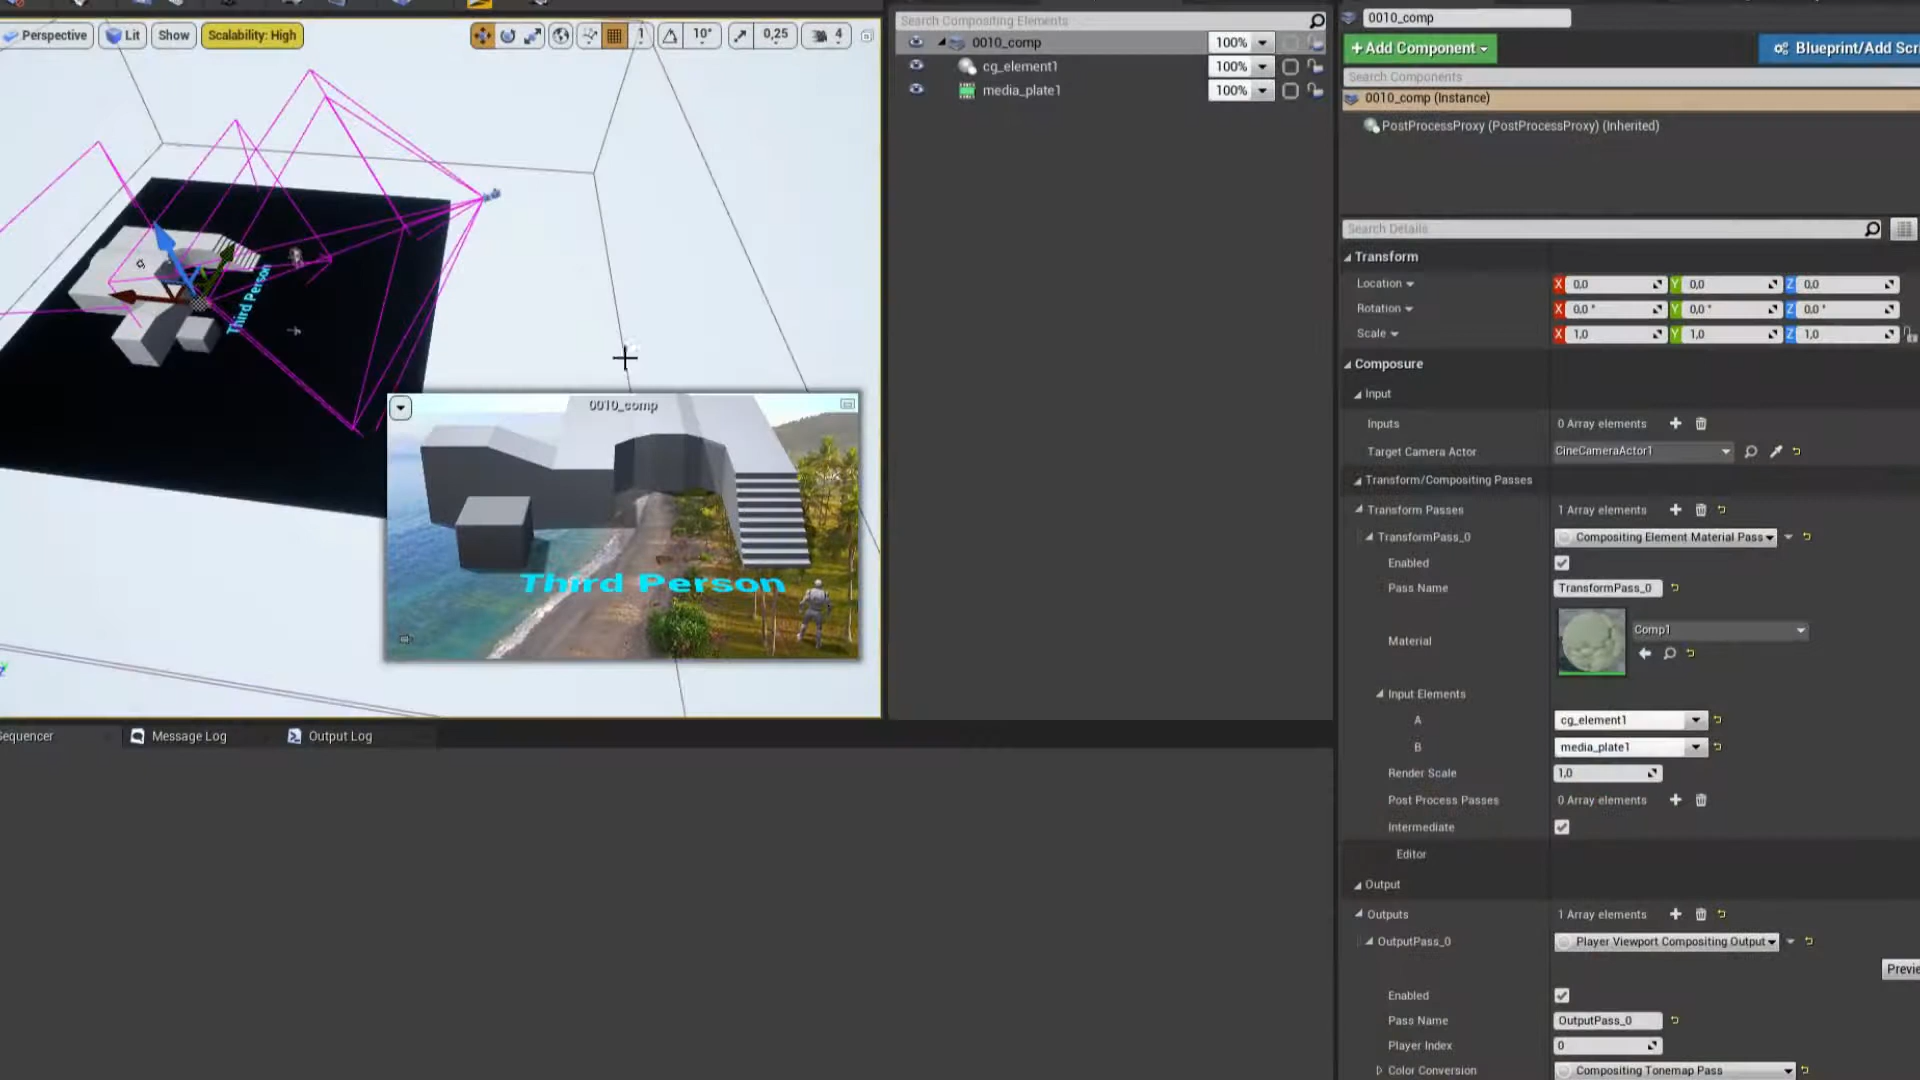 Perspective
Lit
Show
Scalability: High
1
10°
0,25
4
Search Compositing Elements
0010_comp
100%
cg_element1
100%
media_plate1
100%
0010_comp
Third Person
Third Person
Sequencer
Message Log
Output Log
0010_comp
+Add Component
Blueprint/Add Scri
Search Components
0010_comp (Instance)
PostProcessProxy (PostProcessProxy) (Inherited)
Search Details
Transform
Location
X 0,0 Y 0,0 Z 0,0
Rotation
X 0,0 ° Y 0,0 ° Z 0,0 °
Scale
X 1,0 Y 1,0 Z 1,0
Composure
Input
Inputs
0 Array elements
Target Camera Actor
CineCameraActor1
Transform/Compositing Passes
Transform Passes
1 Array elements
TransformPass_0
Compositing Element Material Pass
Enabled
Pass Name
TransformPass_0
Material
Comp1
Input Elements
A
cg_element1
B
media_plate1
Render Scale
1,0
Post Process Passes
0 Array elements
Intermediate
Editor
Output
Outputs
1 Array elements
OutputPass_0
Player Viewport Compositing Output
Previe
Enabled
Pass Name
OutputPass_0
Player Index
0
Color Conversion
Compositing Tonemap Pass